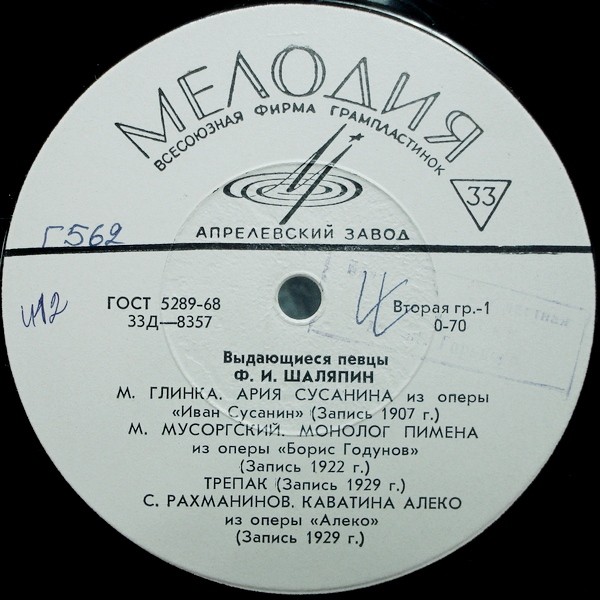 МЕЛОДИЯ
ВСЕСОЮЗНАЯ ФИРМА ГРАМПЛАСТИНОК
33
АПРЕЛЕВСКИЙ ЗАВОД
Г562
ГОСТ 5289-68
33Д—8357
Вторая гр.-1
0-70
Выдающиеся певцы
Ф. И. ШАЛЯПИН
М. ГЛИНКА. АРИЯ СУСАНИНА из оперы
«Иван Сусанин» (Запись 1907 г.)
М. МУСОРГСКИЙ. МОНОЛОГ ПИМЕНА
из оперы «Борис Годунов»
(Запись 1922 г.)
ТРЕПАК (Запись 1929 г.)
С. РАХМАНИНОВ. КАВАТИНА АЛЕКО
из оперы «Алеко»
(Запись 1929 г.)